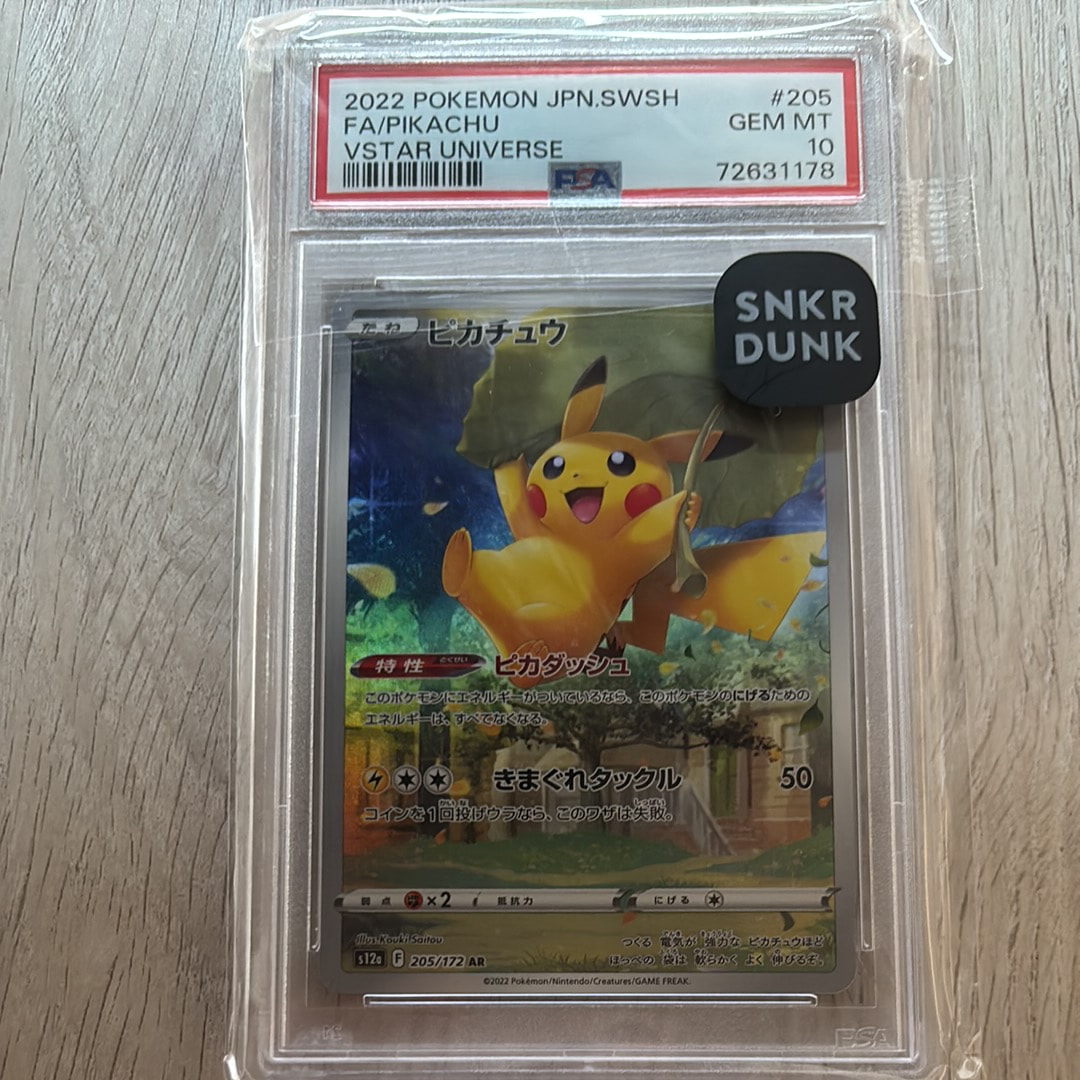 2022 POKEMON JPN.SWSH #205
FA/PIKACHU GEM MT
VSTAR UNIVERSE 10
72631178
PSA
SNKR
DUNK
たね ピカチュウ
特性 とくせい ピカダッシュ
このポケモンにエネルギーがついているなら、このポケモンのにげるための
エネルギーは、すべてなくなる。
きまぐれタックル 50
コインを1回投げウラなら、このワザは失敗。
弱点 ×2 抵抗力 にげる
Illus. Kouki Saitou
つくる 電気が 強力な ピカチュウほど
ほっぺの 袋は 軟らかく よく 伸びるぞ。
s12a F 205/172 AR
©2022 Pokémon/Nintendo/Creatures/GAME FREAK.
PSA